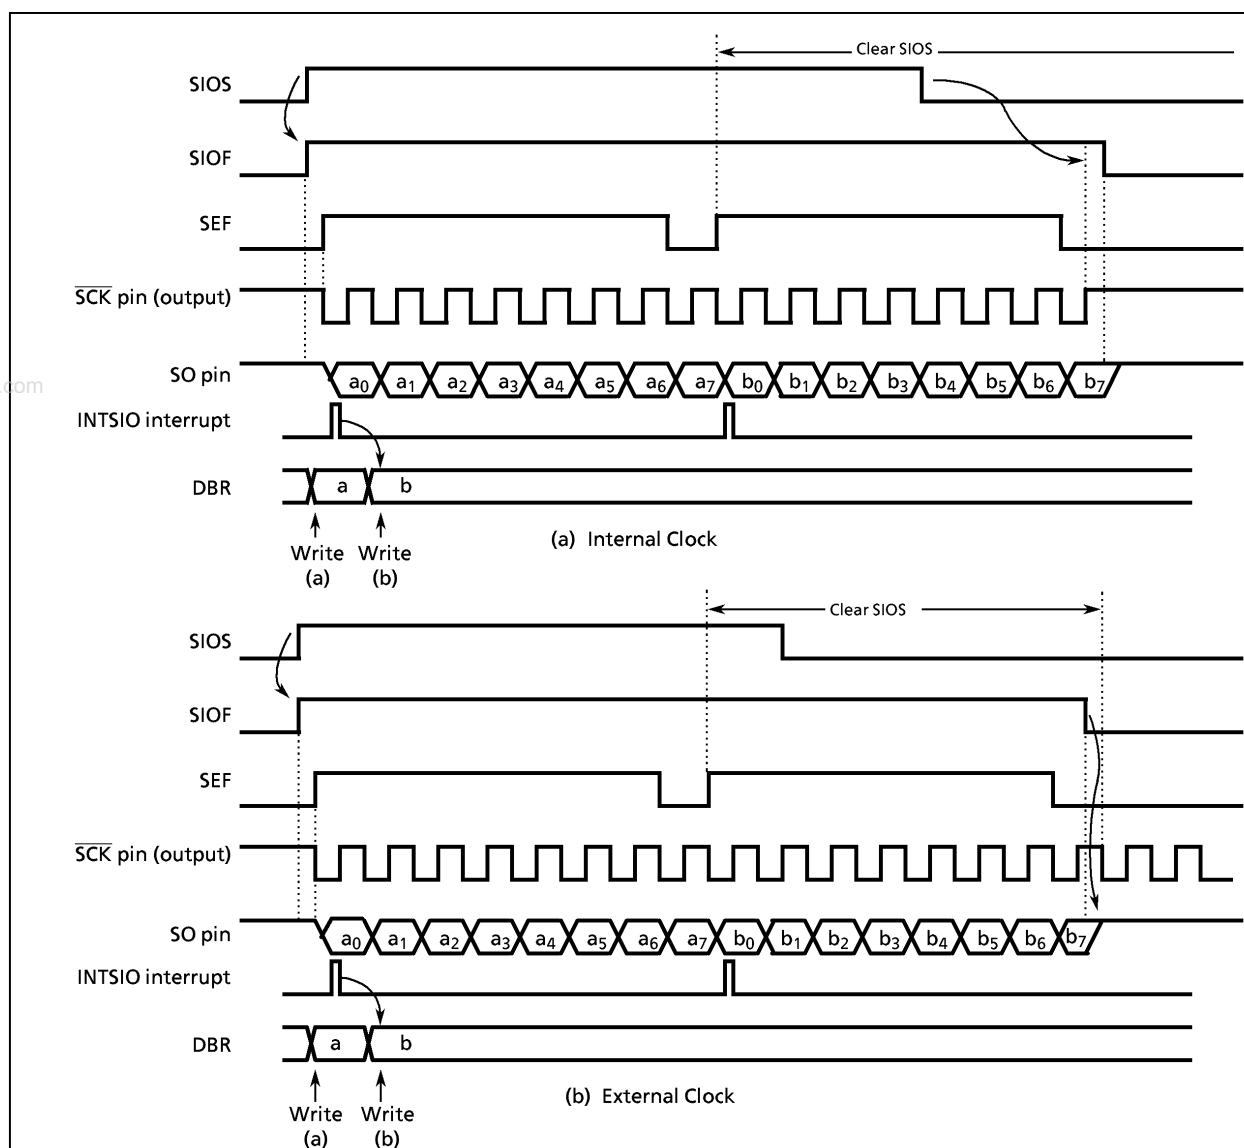 Clear SIOS
SIOS
SIOF
SEF
S̅C̅K̅ pin (output)
.com
SO pin
a₀ a₁ a₂ a₃ a₄ a₅ a₆ a₇ b₀ b₁ b₂ b₃ b₄ b₅ b₆ b₇
INTSIO interrupt
DBR a b
Write (a)
Write (b)
(a) Internal Clock
Clear SIOS
SIOS
SIOF
SEF
S̅C̅K̅ pin (output)
SO pin
a₀ a₁ a₂ a₃ a₄ a₅ a₆ a₇ b₀ b₁ b₂ b₃ b₄ b₅ b₆ b₇
INTSIO interrupt
DBR a b
Write (a)
Write (b)
(b) External Clock